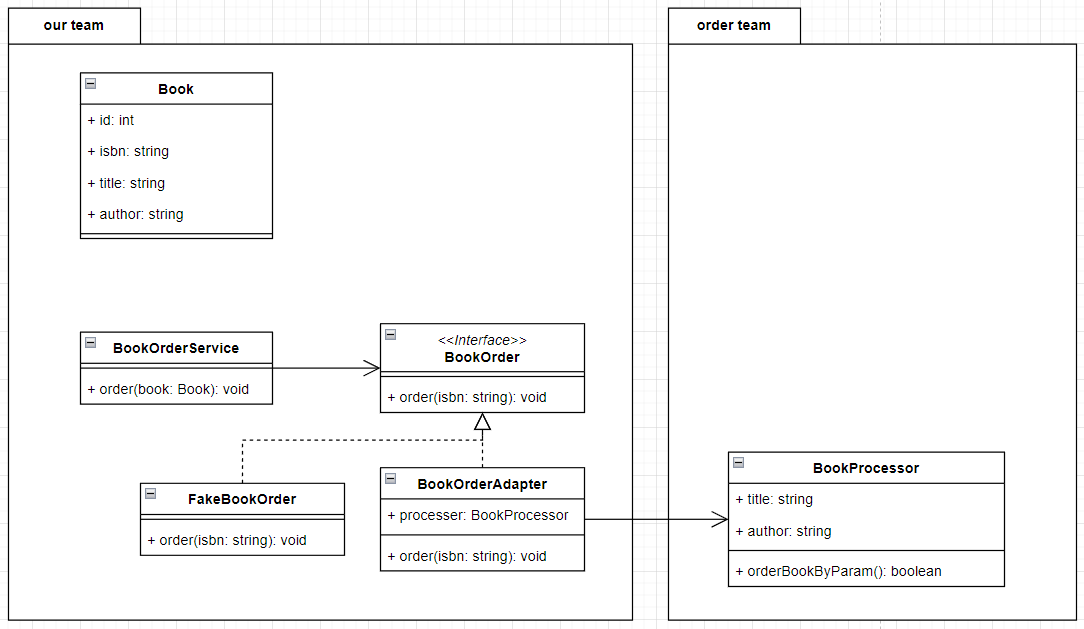 our team
order team
Book
+ id: int
+ isbn: string
+ title: string
+ author: string
BookOrderService
+ order(book: Book): void
<<Interface>>
BookOrder
+ order(isbn: string): void
FakeBookOrder
+ order(isbn: string): void
BookOrderAdapter
+ processer: BookProcessor
+ order(isbn: string): void
BookProcessor
+ title: string
+ author: string
+ orderBookByParam(): boolean